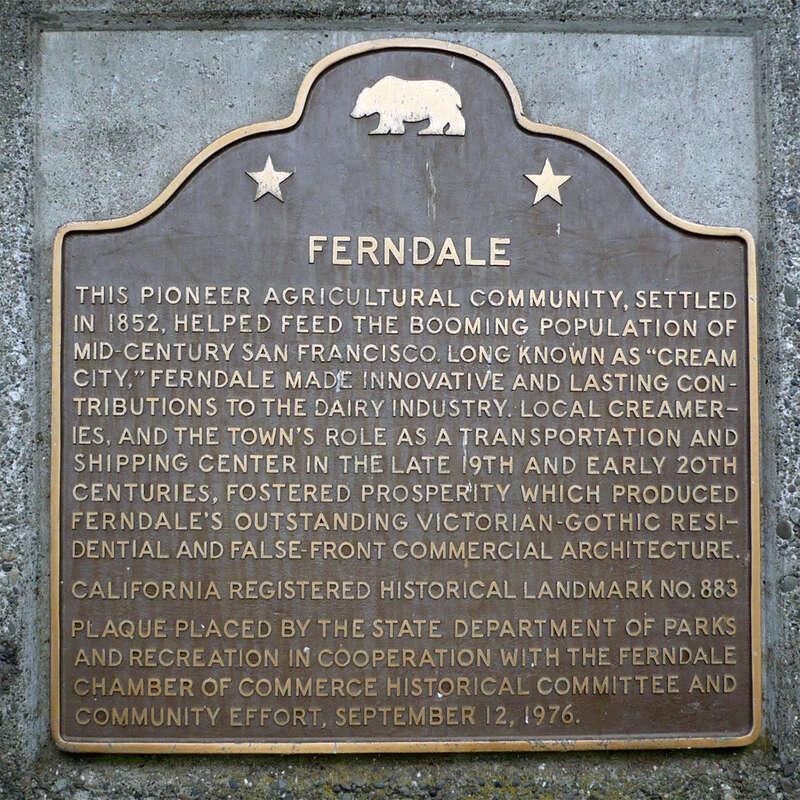 FERNDALE
THIS PIONEER AGRICULTURAL COMMUNITY, SETTLED
IN 1852, HELPED FEED THE BOOMING POPULATION OF
MID-CENTURY SAN FRANCISCO. LONG KNOWN AS "CREAM
CITY," FERNDALE MADE INNOVATIVE AND LASTING CON-
TRIBUTIONS TO THE DAIRY INDUSTRY. LOCAL CREAMER-
IES, AND THE TOWN'S ROLE AS A TRANSPORTATION AND
SHIPPING CENTER IN THE LATE 19TH AND EARLY 20TH
CENTURIES, FOSTERED PROSPERITY WHICH PRODUCED
FERNDALE'S OUTSTANDING VICTORIAN-GOTHIC RESI-
DENTIAL AND FALSE-FRONT COMMERCIAL ARCHITECTURE.
CALIFORNIA REGISTERED HISTORICAL LANDMARK NO. 883
PLAQUE PLACED BY THE STATE DEPARTMENT OF PARKS
AND RECREATION IN COOPERATION WITH THE FERNDALE
CHAMBER OF COMMERCE HISTORICAL COMMITTEE AND
COMMUNITY EFFORT, SEPTEMBER 12, 1976.